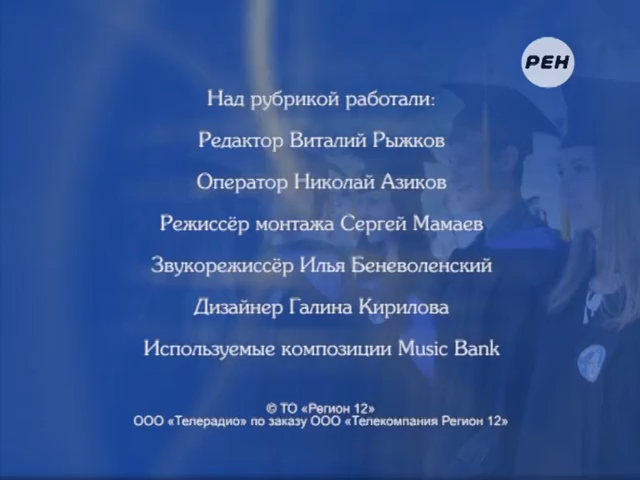 РЕН
Над рубрикой работали:
Редактор Виталий Рыжков
Оператор Николай Азиков
Режиссёр монтажа Сергей Мамаев
Звукорежиссёр Илья Беневоленский
Дизайнер Галина Кирилова
Используемые композиции Music Bank
© ТО «Регион 12»
ООО «Телерадио» по заказу ООО «Телекомпания Регион 12»